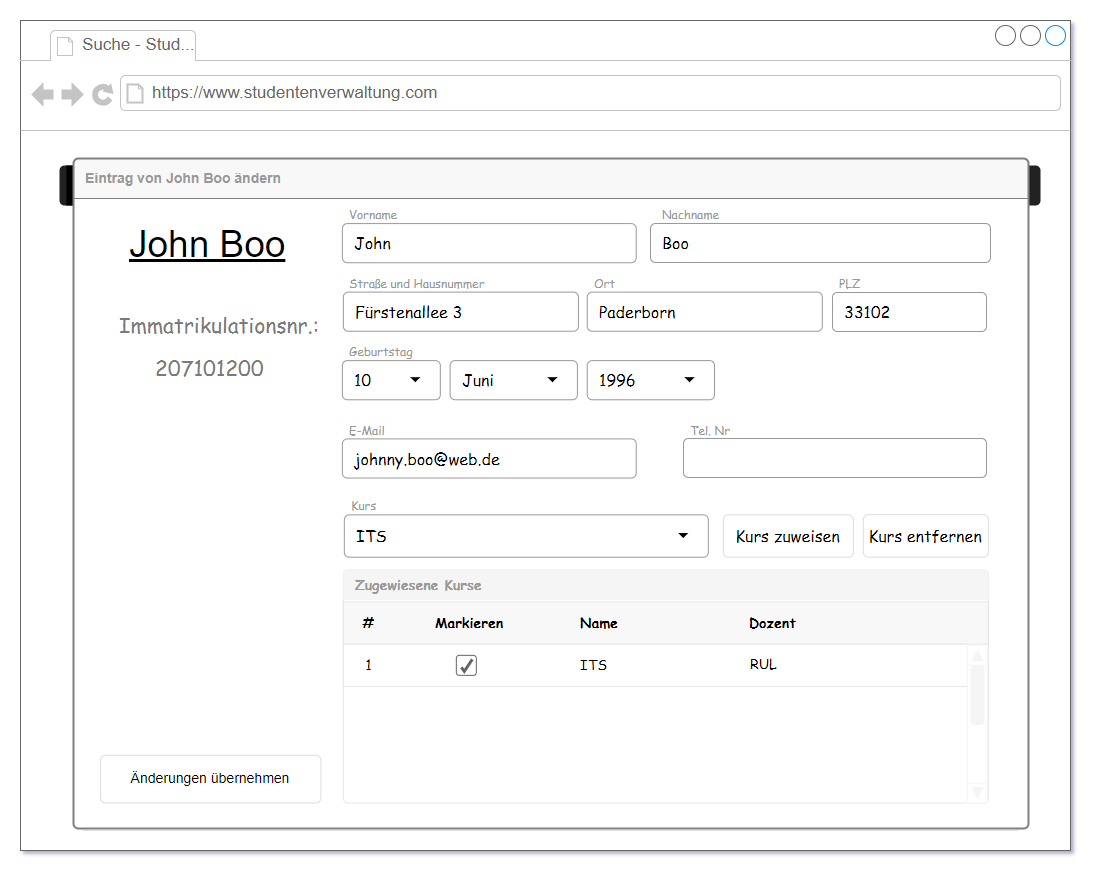 Suche - Stud...
https://www.studentenverwaltung.com
Eintrag von John Boo ändern
John Boo
Immatrikulationsnr.:
207101200
Vorname Nachname
John Boo
Straße und Hausnummer Ort PLZ
Fürstenallee 3 Paderborn 33102
Geburtstag
10 Juni 1996
E-Mail Tel. Nr
johnny.boo@web.de
Kurs
ITS Kurs zuweisen Kurs entfernen
Zugewiesene Kurse
# Markieren Name Dozent
1 ITS RUL
Änderungen übernehmen